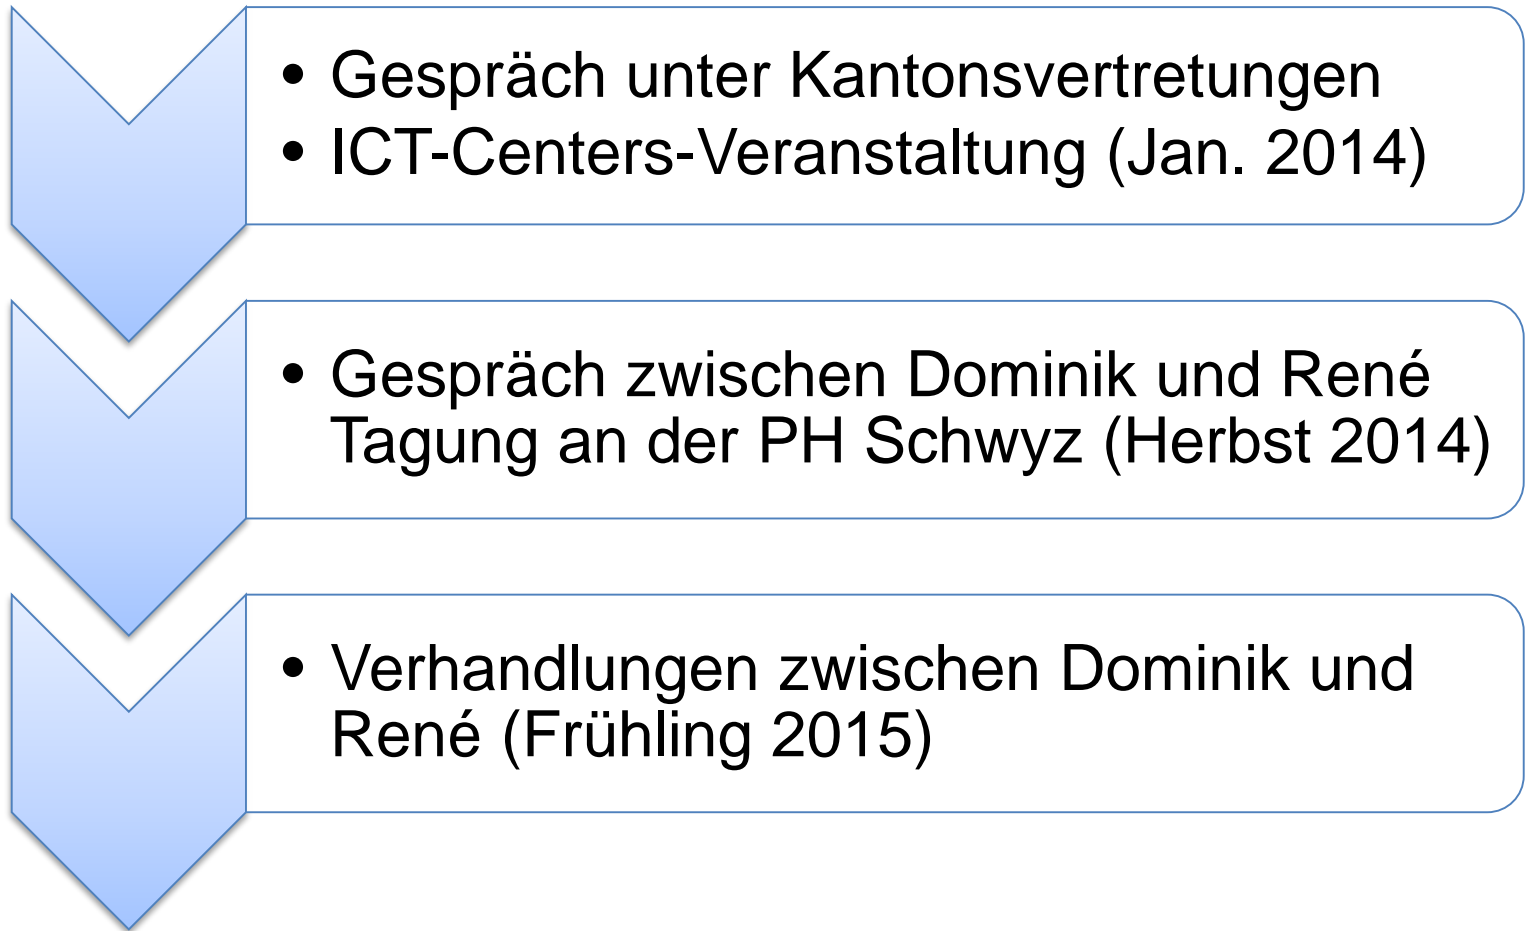 • Gespräch unter Kantonsvertretungen
• ICT-Centers-Veranstaltung (Jan. 2014)
• Gespräch zwischen Dominik und René
Tagung an der PH Schwyz (Herbst 2014)
• Verhandlungen zwischen Dominik und
René (Frühling 2015)